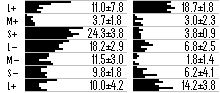 L+ 11.0±7.8 18.7±1.8
M+ 3.7±1.8 3.0±2.3
S+ 24.3±3.8 3.8±0.9
L− 18.2±2.9 6.8±2.5
M− 11.5±3.0 1.8±1.4
S− 9.8±1.8 6.2±4.1
L+ 10.0±4.2 14.2±3.8